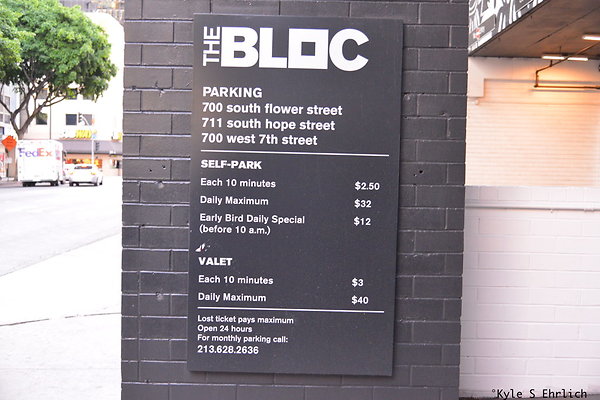 THE BLOC
PARKING
700 south flower street
711 south hope street
700 west 7th street
SELF-PARK
Each 10 minutes $2.50
Daily Maximum $32
Early Bird Daily Special $12
(before 10 a.m.)
VALET
Each 10 minutes $3
Daily Maximum $40
Lost ticket pays maximum
Open 24 hours
For monthly parking call:
213.628.2636
FedEx
°Kyle S Ehrlich